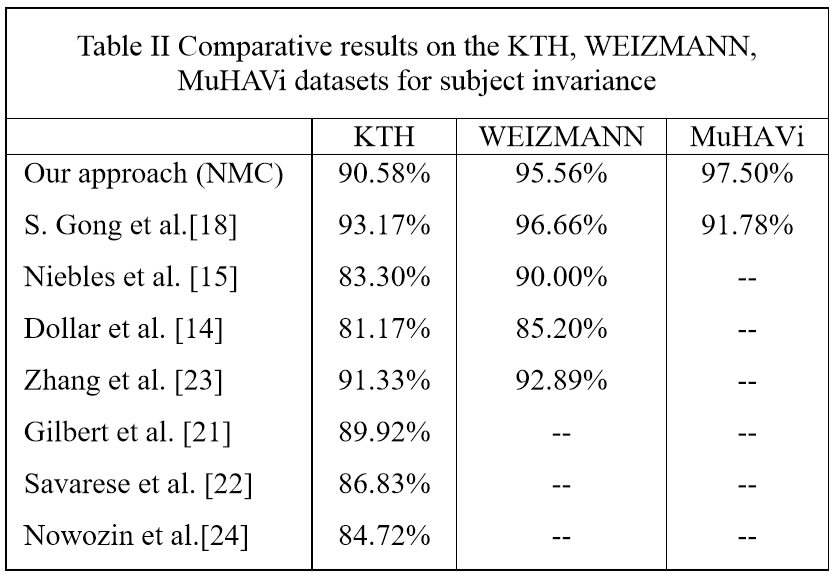 Table II Comparative results on the KTH, WEIZMANN,
MuHAVi datasets for subject invariance
KTH WEIZMANN MuHAVi
Our approach (NMC) 90.58% 95.56% 97.50%
S. Gong et al.[18] 93.17% 96.66% 91.78%
Niebles et al. [15] 83.30% 90.00% --
Dollar et al. [14] 81.17% 85.20% --
Zhang et al. [23] 91.33% 92.89% --
Gilbert et al. [21] 89.92% -- --
Savarese et al. [22] 86.83% -- --
Nowozin et al.[24] 84.72% -- --